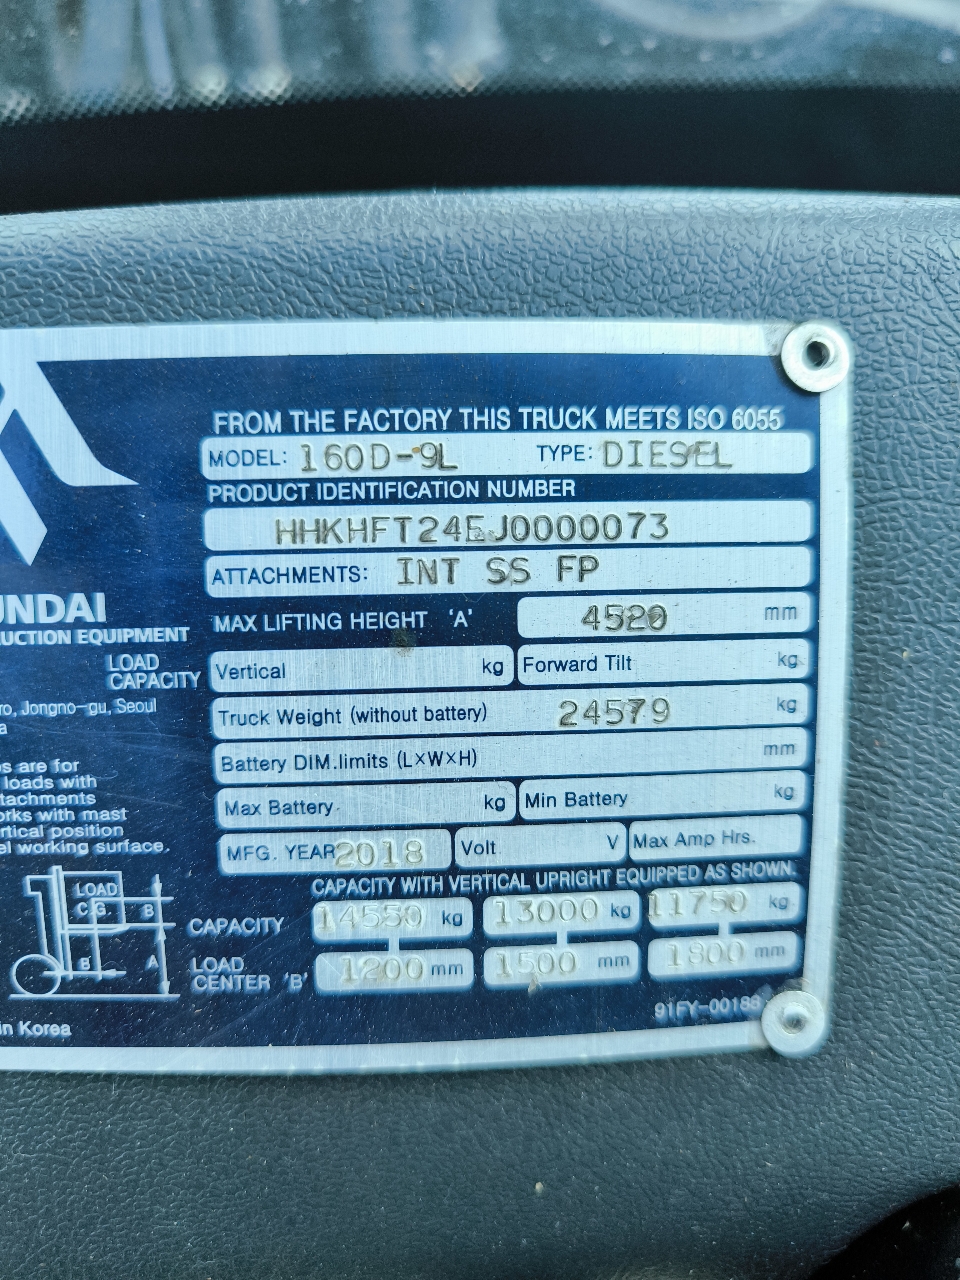 FROM THE FACTORY THIS TRUCK MEETS ISO 6055
MODEL: 160D-9L TYPE: DIESEL
PRODUCT IDENTIFICATION NUMBER
HHKHFT24EJ0000073
ATTACHMENTS: INT SS FP
MAX LIFTING HEIGHT 'A' 4520 mm
UNDAI
UCTION EQUIPMENT
LOAD
CAPACITY
Vertical kg Forward Tilt kg
ro, Jongno-gu, Seoul
a
Truck Weight (without battery) 24579 kg
Battery DIM.limits (L×W×H) mm
s are for
loads with
tachments
orks with mast
rtical position
el working surface.
Max Battery kg Min Battery kg
MFG. YEAR 2018 Volt V Max Amp Hrs.
CAPACITY WITH VERTICAL UPRIGHT EQUIPPED AS SHOWN.
LOAD
C.G. B
B A
CAPACITY 14550 kg 13000 kg 11750 kg
LOAD
CENTER 'B' 1200 mm 1500 mm 1800 mm
91FY-00188
in Korea